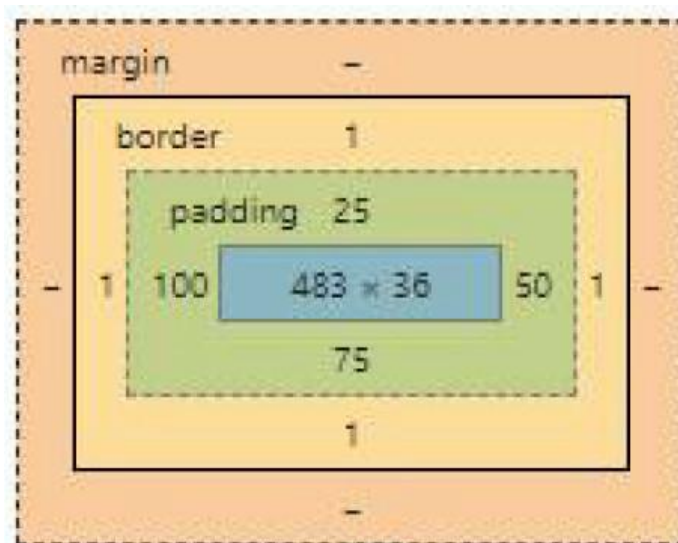 margin –
border 1
padding 25
– 1 100 483 × 36 50 1 –
75
1
–